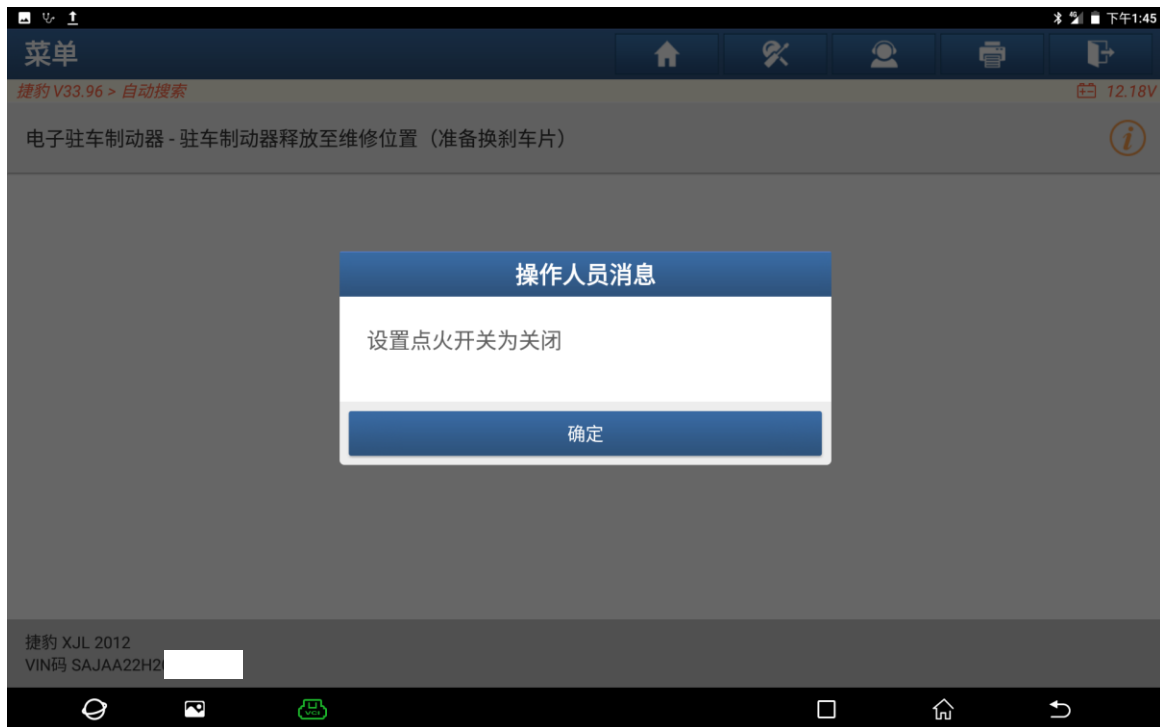 下午1:45
菜单
捷豹 V33.96 > 自动搜索
12.18V
电子驻车制动器 - 驻车制动器释放至维修位置（准备换刹车片）
操作人员消息
设置点火开关为关闭
确定
捷豹 XJL 2012
VIN码 SAJAA22H2
VCI